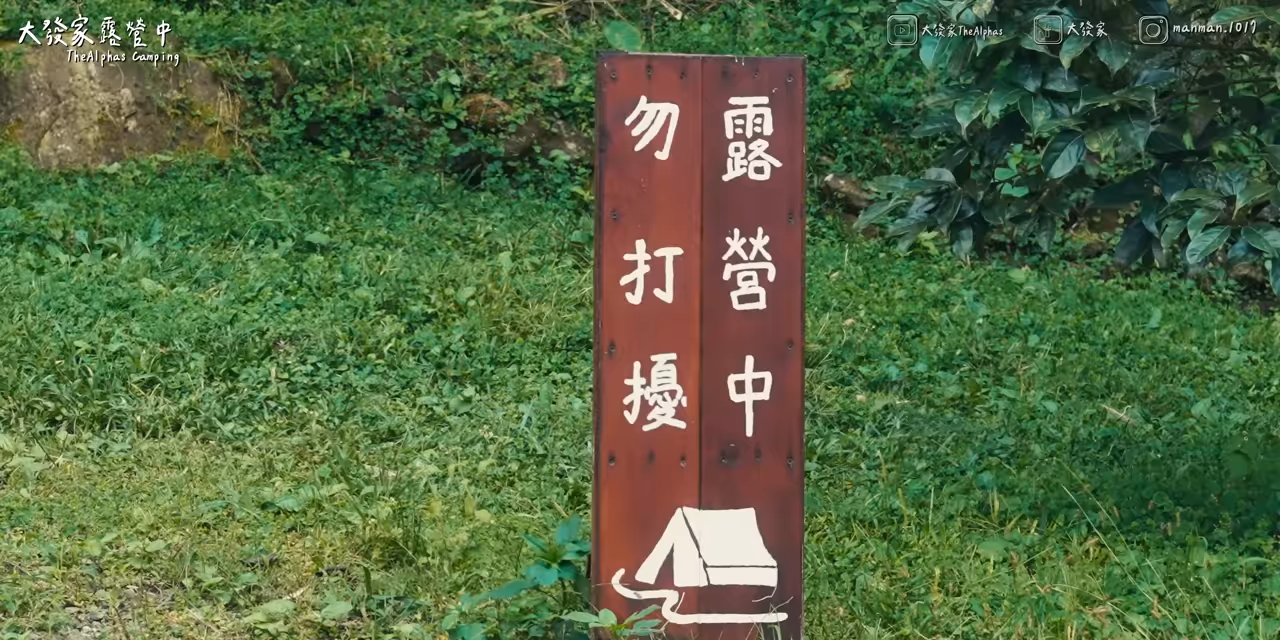 大發家露營中
TheAlphas Camping
大發家TheAlphas
大發家
manman.1017
露營中
勿打擾